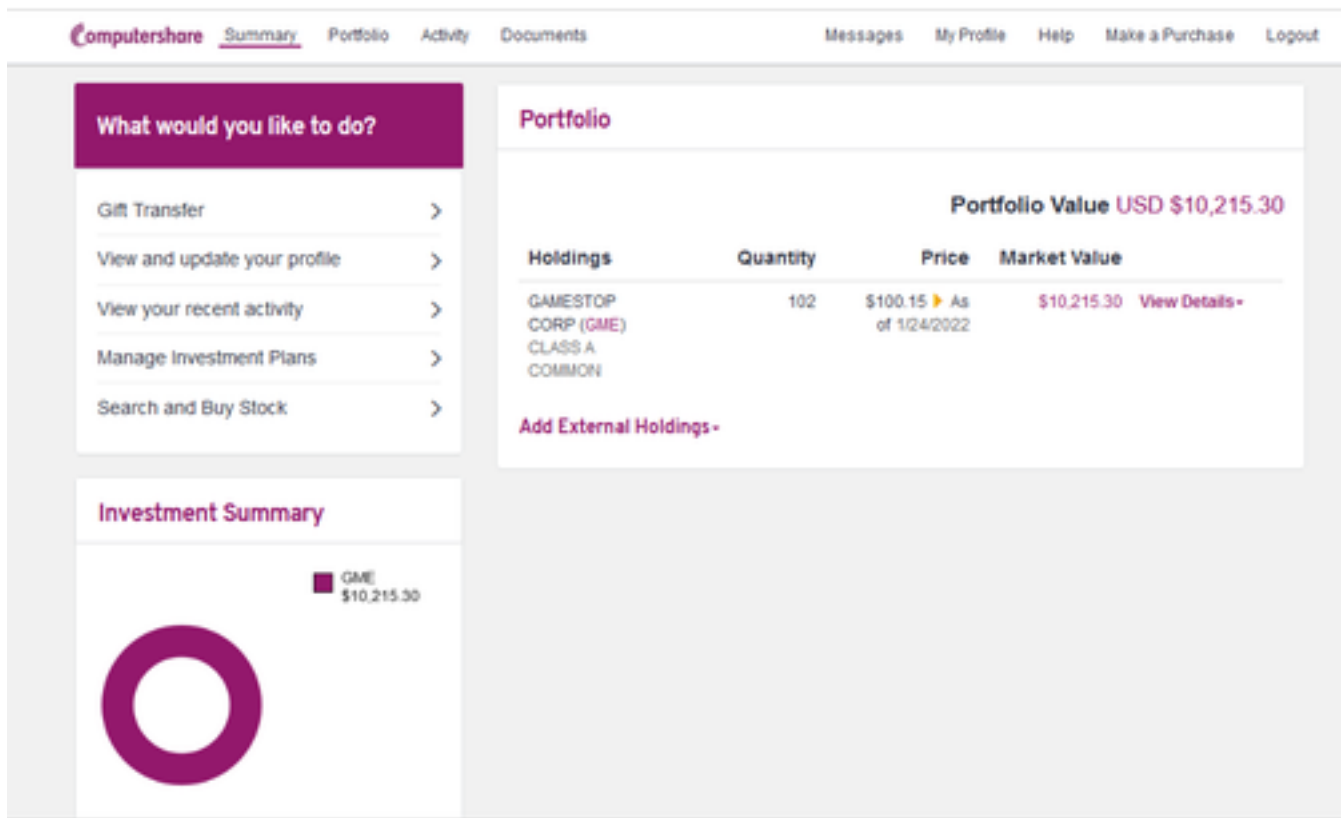 Computershare Summary Portfolio Activity Documents Messages My Profile Help Make a Purchase Logout
What would you like to do?
Gift Transfer
View and update your profile
View your recent activity
Manage Investment Plans
Search and Buy Stock
Portfolio
Portfolio Value USD $10,215.30
Holdings Quantity Price Market Value
GAMESTOP 102 $100.15 As $10,215.30 View Details
CORP (GME) of 1/24/2022
CLASS A
COMMON
Add External Holdings
Investment Summary
GME
$10,215.30